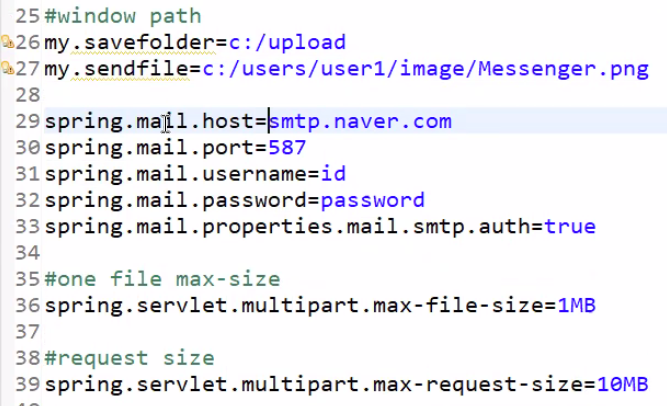 25 #window path
26 my.savefolder=c:/upload
27 my.sendfile=c:/users/user1/image/Messenger.png
28
29 spring.mail.host=smtp.naver.com
30 spring.mail.port=587
31 spring.mail.username=id
32 spring.mail.password=password
33 spring.mail.properties.mail.smtp.auth=true
34
35 #one file max-size
36 spring.servlet.multipart.max-file-size=1MB
37
38 #request size
39 spring.servlet.multipart.max-request-size=10MB